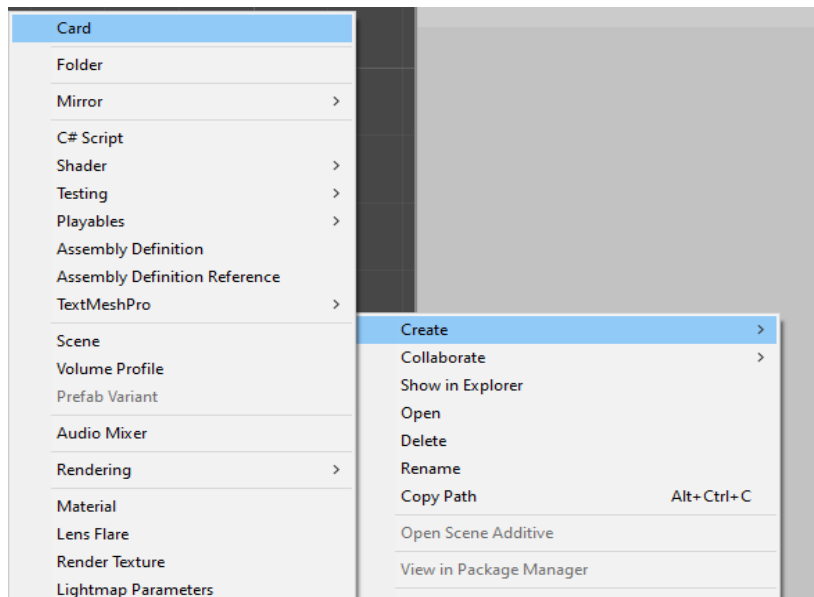 Card
Folder
Mirror
C# Script
Shader
Testing
Playables
Assembly Definition
Assembly Definition Reference
TextMeshPro
Scene
Volume Profile
Prefab Variant
Audio Mixer
Rendering
Material
Lens Flare
Render Texture
Lightmap Parameters
Create
Collaborate
Show in Explorer
Open
Delete
Rename
Copy Path Alt+Ctrl+C
Open Scene Additive
View in Package Manager